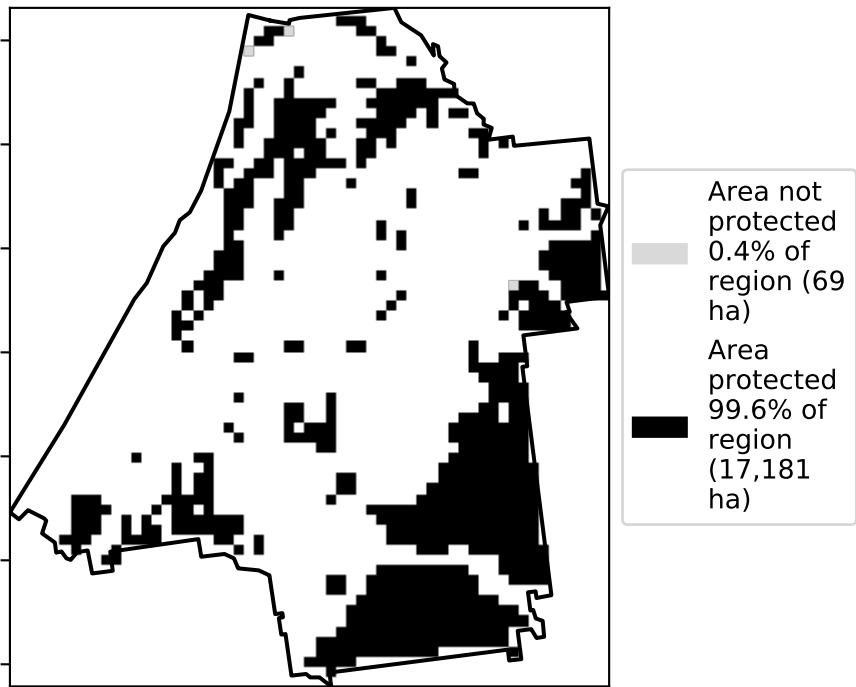 Area not
protected
0.4% of
region (69
ha)
Area
protected
99.6% of
region
(17,181
ha)